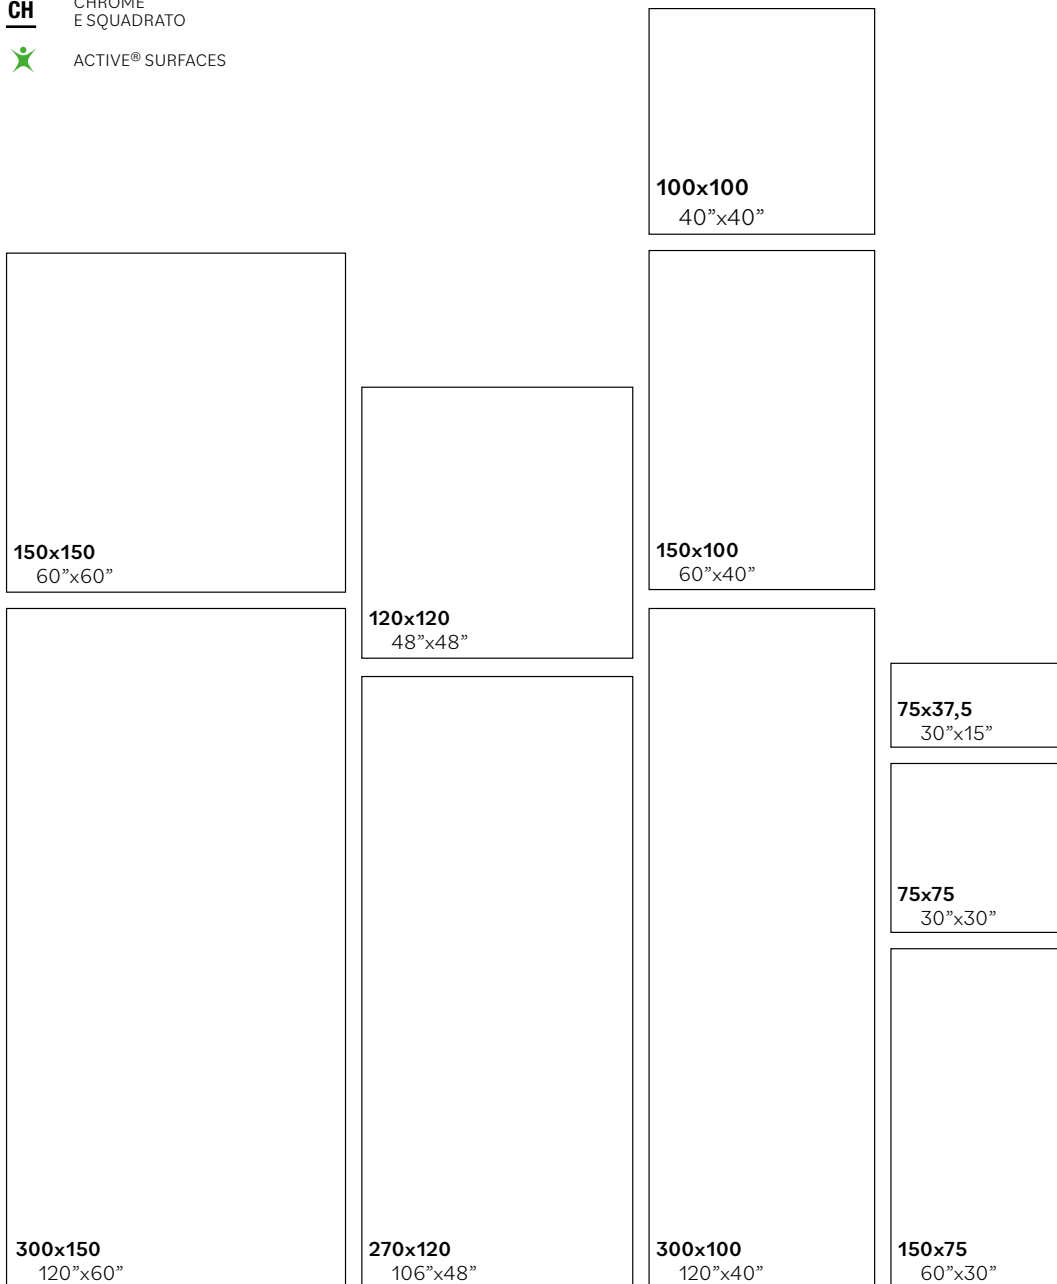 CH
CHROME
E SQUADRATO
ACTIVE® SURFACES
100x100
40”x40”
150x150
60”x60”
150x100
60”x40”
120x120
48”x48”
75x37,5
30”x15”
75x75
30”x30”
300x150
120”x60”
270x120
106”x48”
300x100
120”x40”
150x75
60”x30”